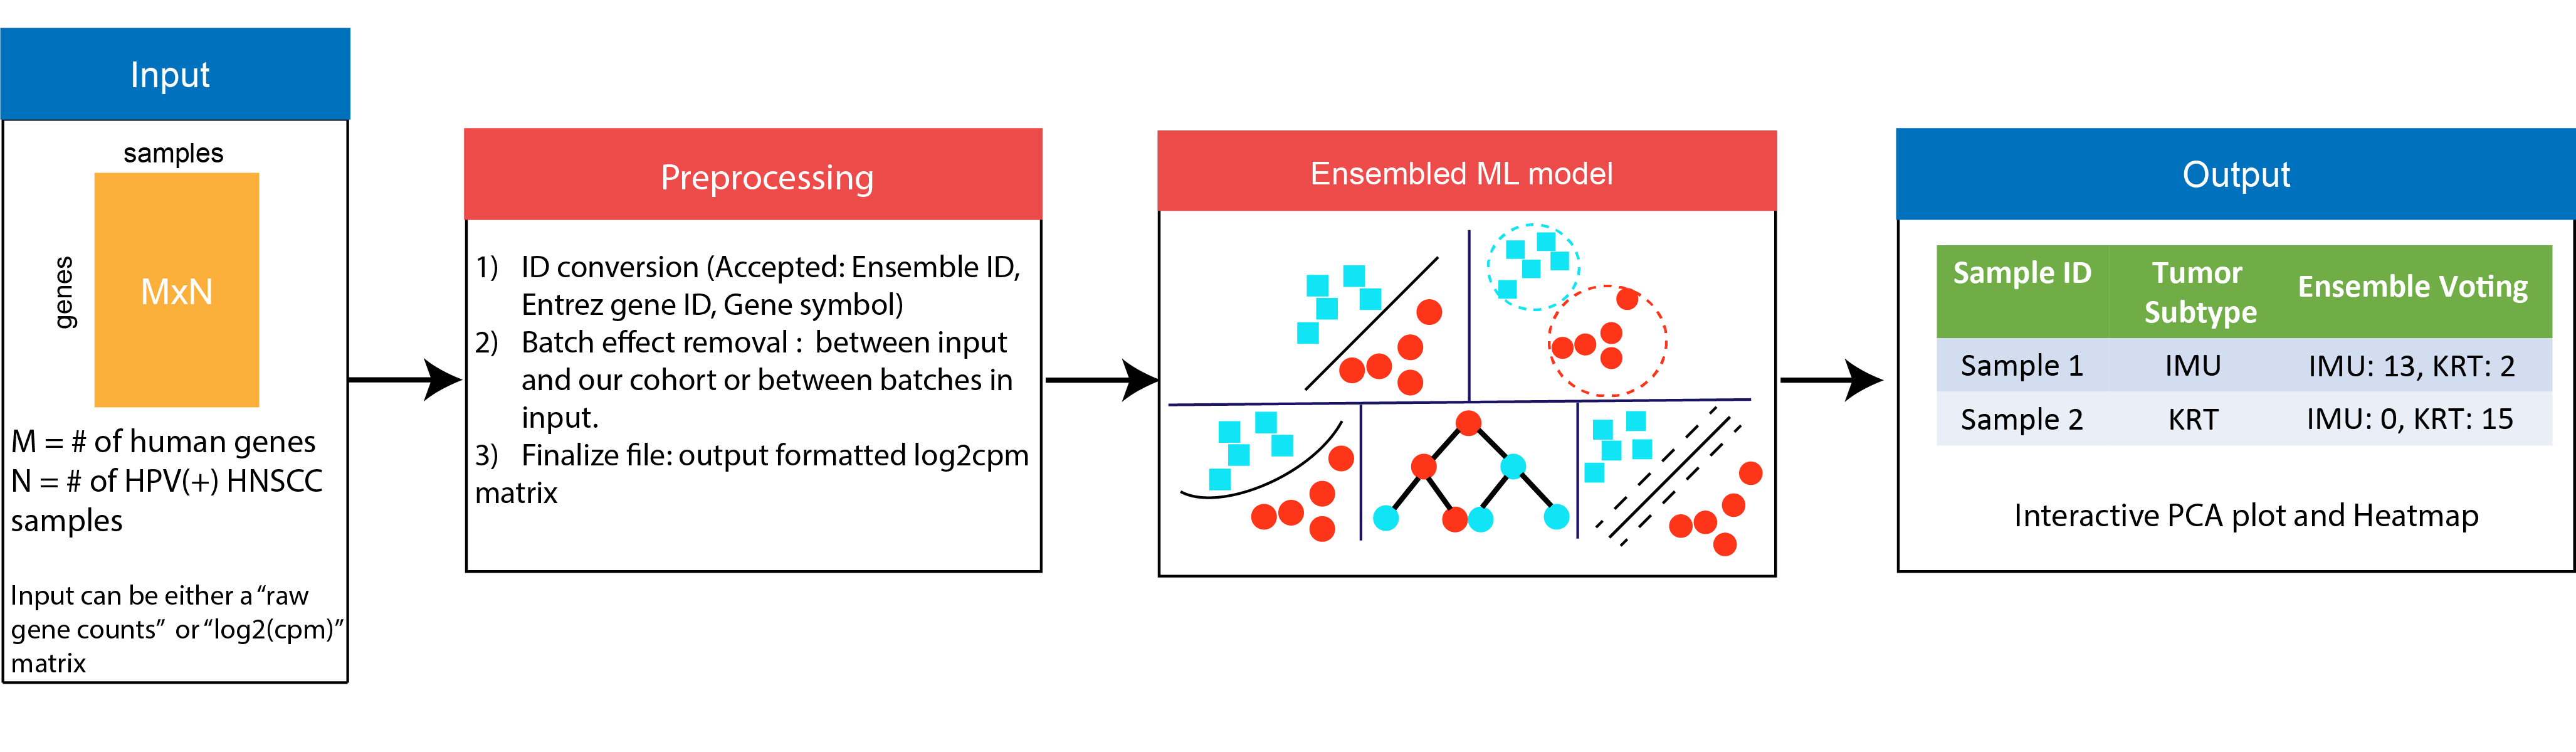 Input
samples
genes
MxN
M = # of human genes
N = # of HPV(+) HNSCC
samples
Input can be either a “raw
gene counts” or “log2(cpm)”
matrix
Preprocessing
1) ID conversion (Accepted: Ensemble ID,
Entrez gene ID, Gene symbol)
2) Batch effect removal : between input
and our cohort or between batches in
input.
3) Finalize file: output formatted log2cpm
matrix
Ensembled ML model
Output
Sample ID Tumor Subtype Ensemble Voting
Sample 1 IMU IMU: 13, KRT: 2
Sample 2 KRT IMU: 0, KRT: 15
Interactive PCA plot and Heatmap